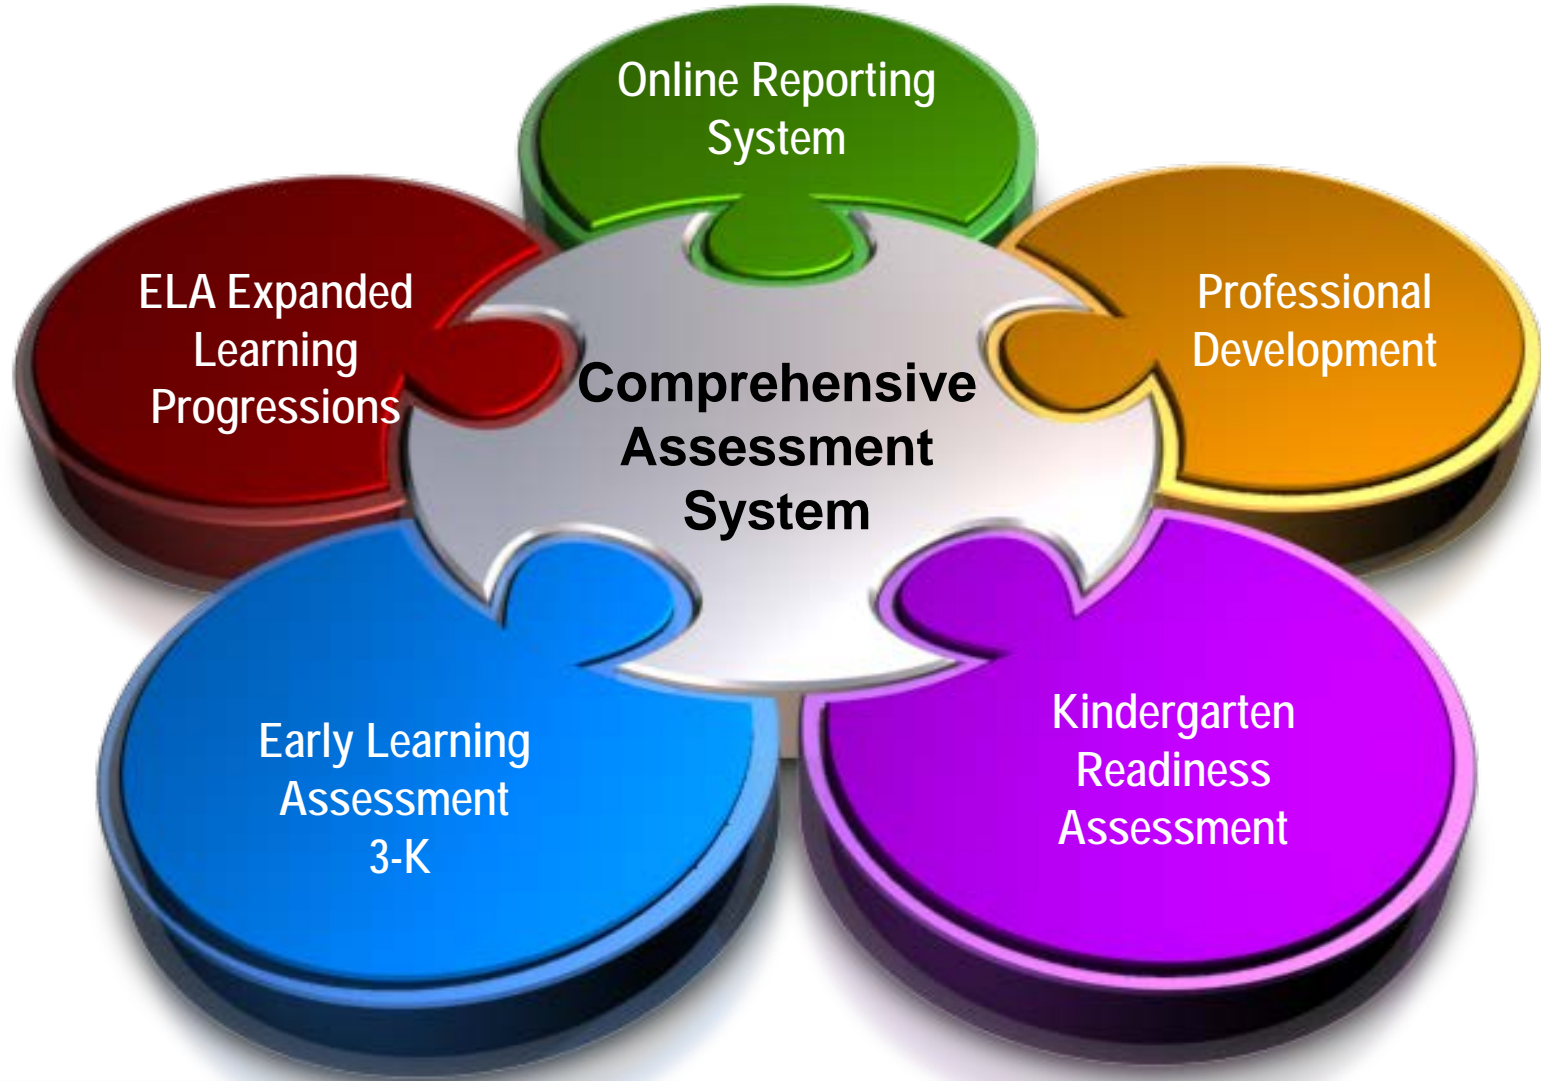 Online Reporting
System
ELA Expanded
Learning
Progressions
Professional
Development
Comprehensive
Assessment
System
Early Learning
Assessment
3-K
Kindergarten
Readiness
Assessment